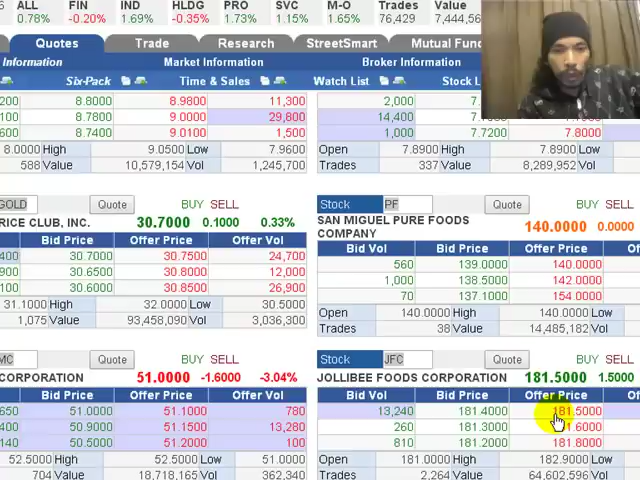 ALL FIN IND HLDG PRO SVC M-O Trades Value
0.78% -0.20% 1.69% -0.35% 1.73% 1.15% 1.65% 76,429 7,444,56
Quotes Trade Research StreetSmart Mutual Fun
Information Market Information Broker Information
Six-Pack Time & Sales Watch List Stock L
200 8.8000 8.9800 11,300 2,000
100 8.7800 9.0000 29,800 14,400
600 8.7400 9.0100 1,500 1,000 7.7200 7.8000
8.0000 High 9.0500 Low 7.9600 Open 7.8900 High 7.8900 Low
588 Value 10,579,154 Vol 1,245,700 Trades 337 Value 8,289,952 Vol
GOLD Quote BUY SELL Stock PF Quote BUY SELL
RICE CLUB, INC. 30.7000 0.1000 0.33% SAN MIGUEL PURE FOODS COMPANY 140.0000 0.0000
Bid Price Offer Price Offer Vol Bid Vol Bid Price Offer Price
400 30.7000 30.7500 24,700 560 139.0000 140.0000
900 30.6500 30.8000 12,000 1,000 138.5000 142.0000
100 30.6000 30.8500 26,900 70 137.1000 154.0000
31.1000 High 32.0000 Low 30.5000 Open 140.0000 High 140.0000 Low
1,075 Value 93,458,090 Vol 3,036,300 Trades 38 Value 14,485,182 Vol
MC Quote BUY SELL Stock JFC Quote BUY SELL
CORPORATION 51.0000 -1.6000 -3.04% JOLLIBEE FOODS CORPORATION 181.5000 1.5000
Bid Price Offer Price Offer Vol Bid Vol Bid Price Offer Price
650 51.0000 51.1000 780 13,240 181.4000 181.5000
450 50.9000 51.1500 13,280 260 181.3000
140 50.5000 51.2000 100 810 181.2000 181.8000
52.5000 High 52.5000 Low 51.0000 Open 181.0000 High 182.9000 Low
704 Value 18,718,165 Vol 362,340 Trades 2,264 Value 64,602,596 Vol